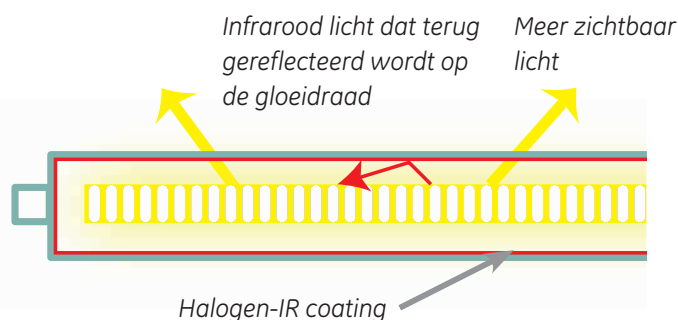 Infrarood licht dat terug
gereflecteerd wordt op
de gloeidraad
Meer zichtbaar
licht
Halogen-IR coating